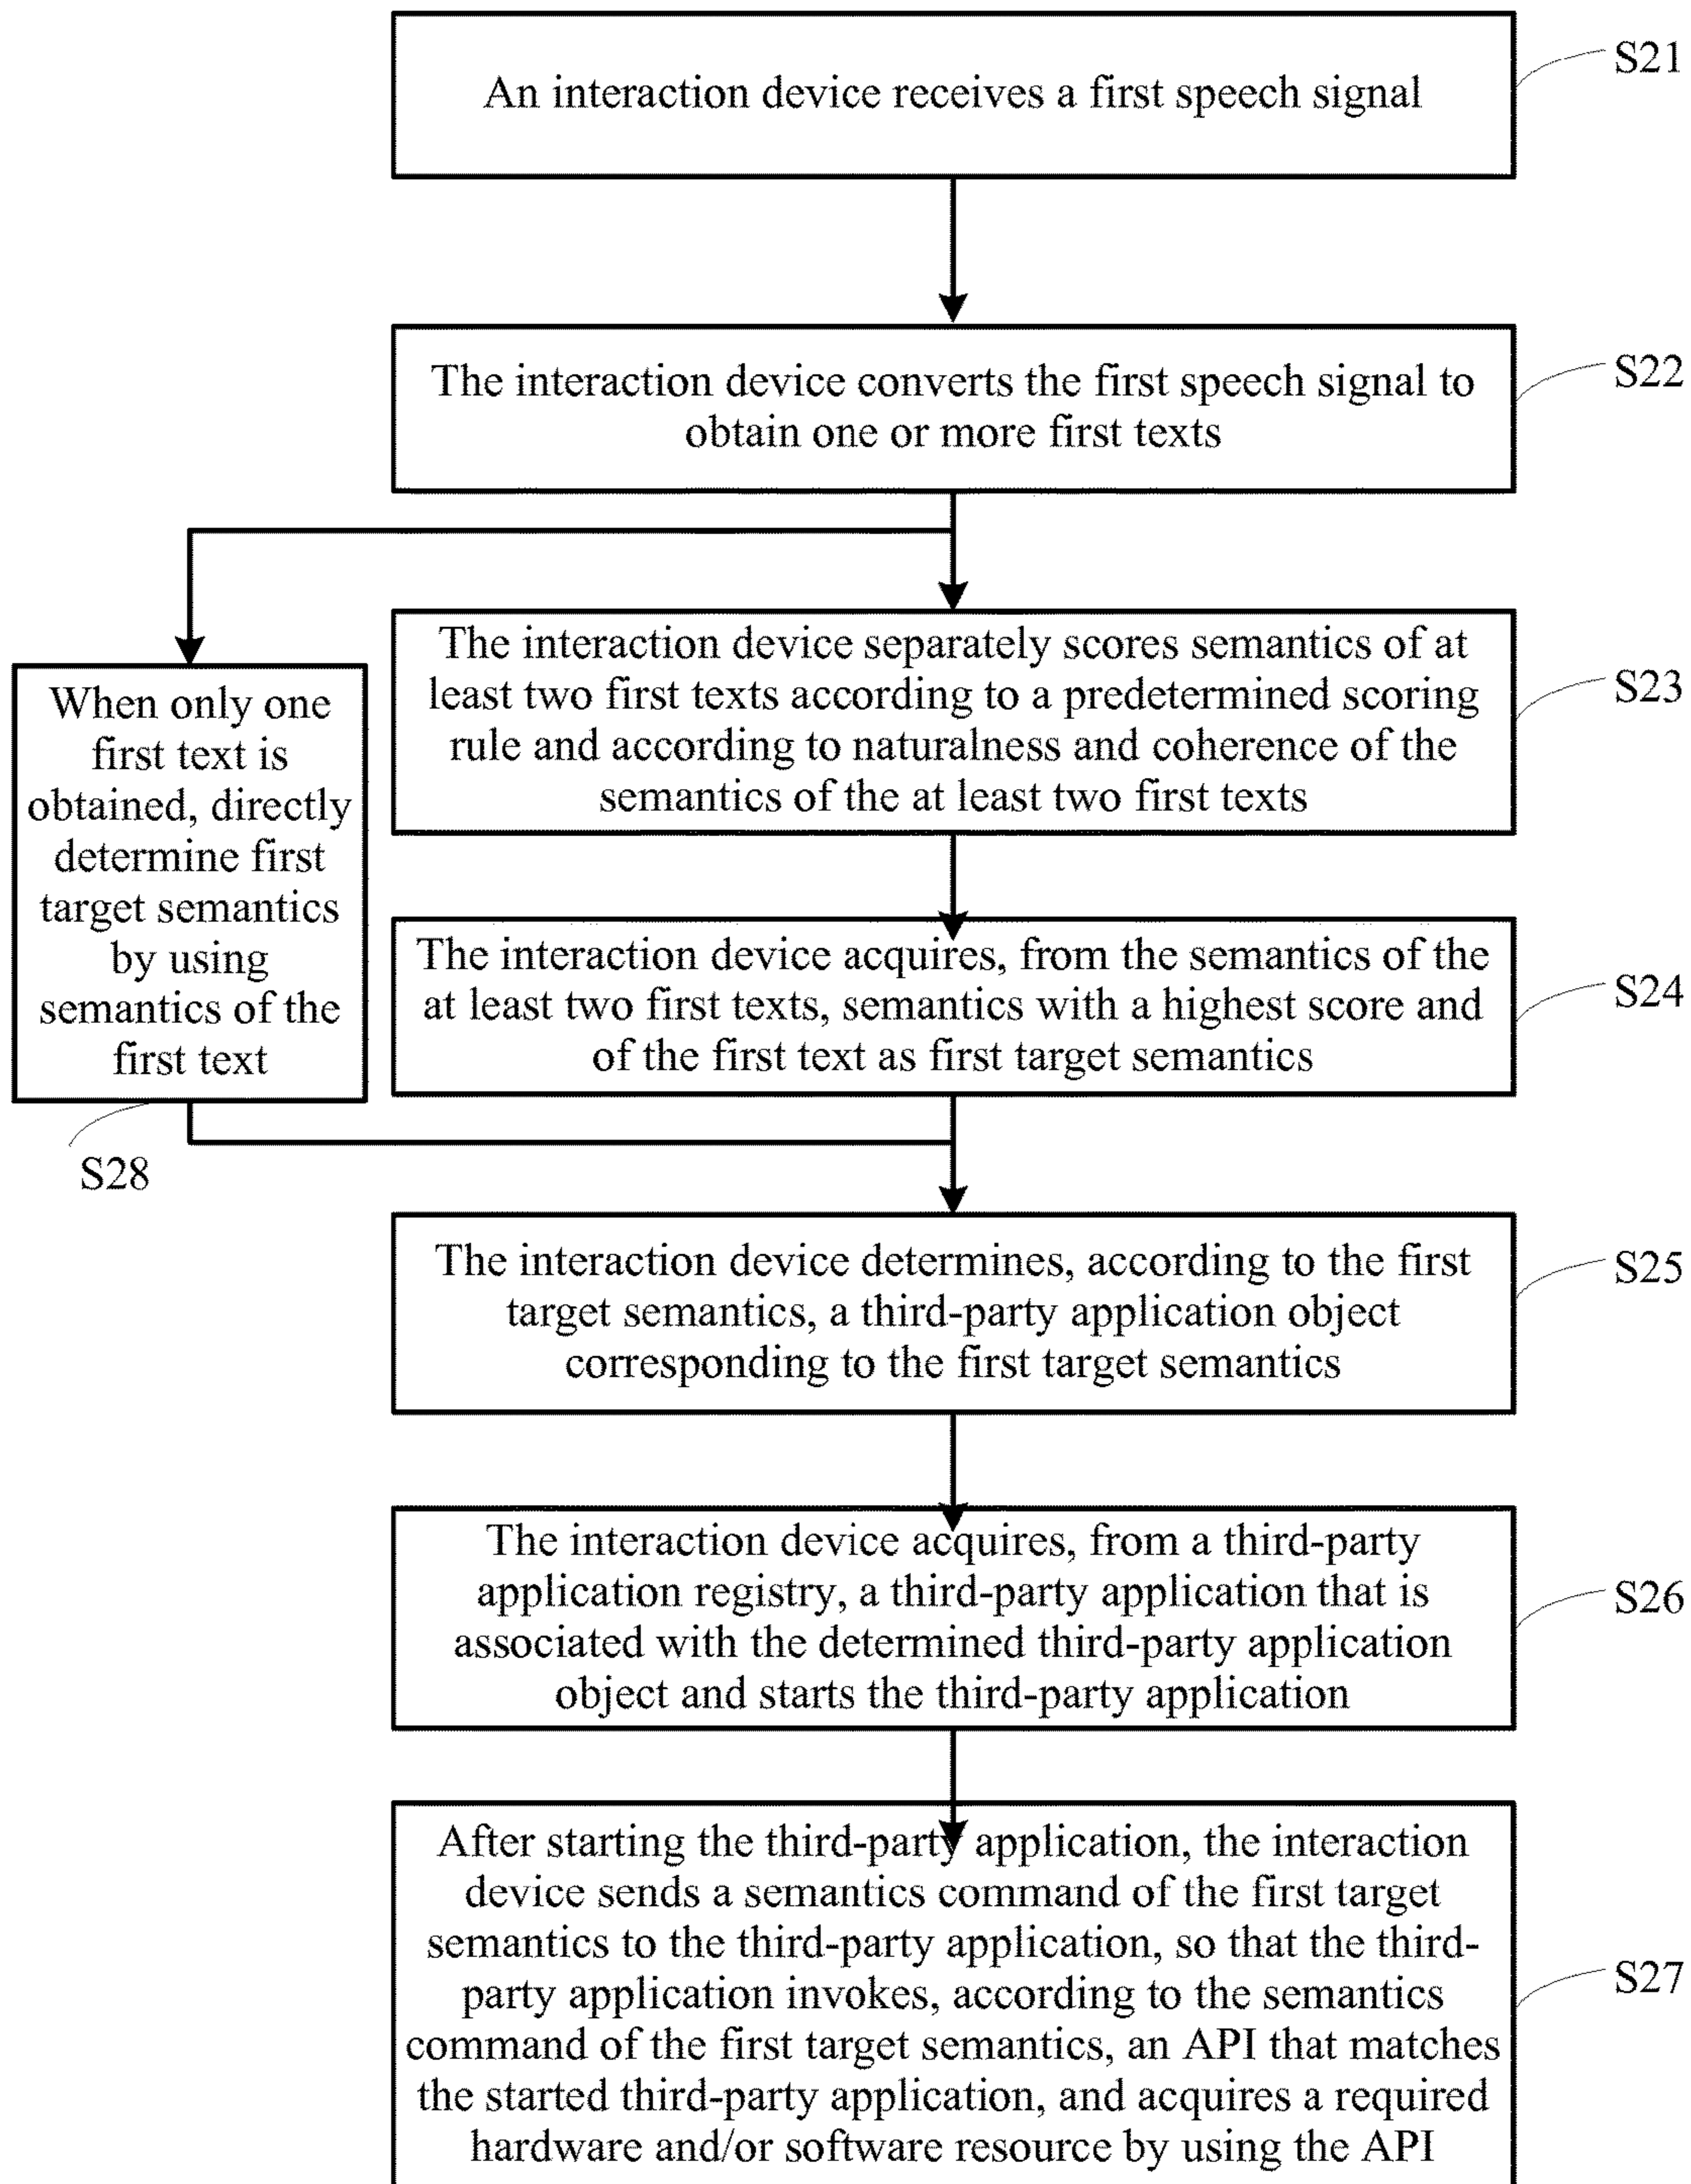 An interaction device receives a first speech signal
S21
The interaction device converts the first speech signal to
obtain one or more first texts
S22
The interaction device separately scores semantics of at
least two first texts according to a predetermined scoring
rule and according to naturalness and coherence of the
semantics of the at least two first texts
S23
When only one
first text is
obtained, directly
determine first
target semantics
by using
semantics of the
first text
S28
The interaction device acquires, from the semantics of the
at least two first texts, semantics with a highest score and
of the first text as first target semantics
S24
The interaction device determines, according to the first
target semantics, a third-party application object
corresponding to the first target semantics
S25
The interaction device acquires, from a third-party
application registry, a third-party application that is
associated with the determined third-party application
object and starts the third-party application
S26
After starting the third-party application, the interaction
device sends a semantics command of the first target
semantics to the third-party application, so that the third-
party application invokes, according to the semantics
command of the first target semantics, an API that matches
the started third-party application, and acquires a required
hardware and/or software resource by using the API
S27